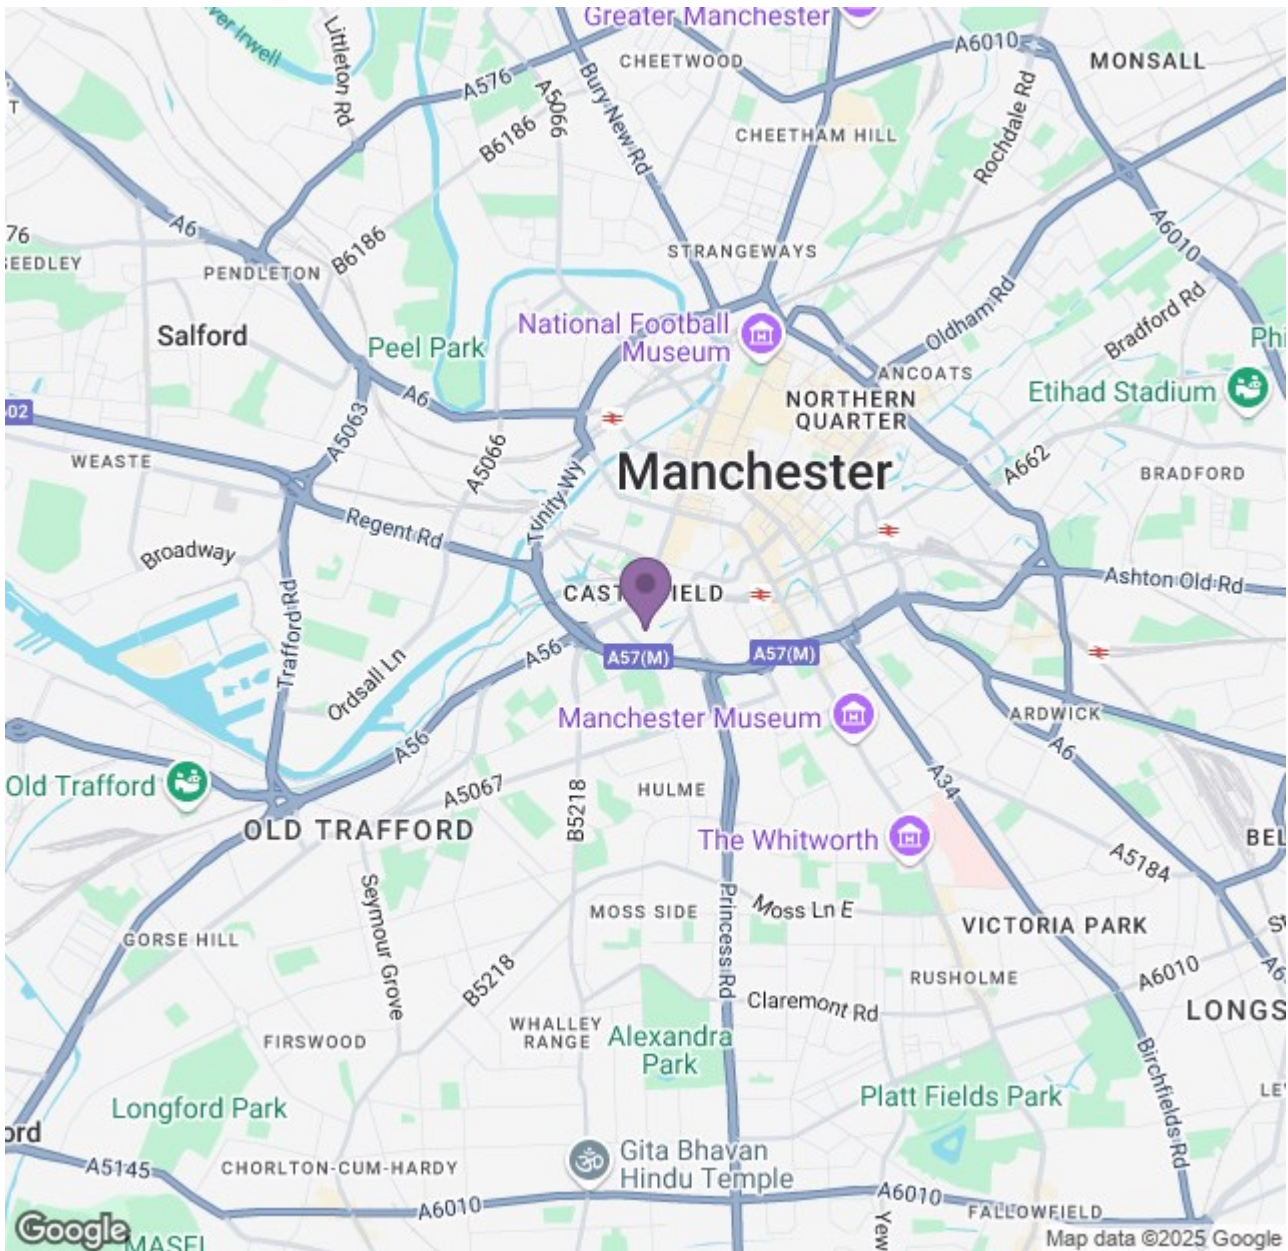 Greater Manchester
A6010
MONSALL
CHEETWOOD
Littleton Rd
A576
A5066
Bury New Rd
CHEETHAM HILL
Rochdale Rd
B6186
A6
B6186
STRANGEWAYS
A6010
PENDLETON
Salford
Peel Park
National Football
Museum
Oldham Rd
Bradford Rd
ANCOATS
Etihad Stadium
NORTHERN
QUARTER
A6
A5063
A5066
WEASTE
Manchester
A662
BRADFORD
Trinity Wy
Regent Rd
Broadway
Ashton Old Rd
Trafford Rd
A56
A57(M)
A57(M)
Ordsall Ln
Manchester Museum
ARDWICK
A56
A6
Old Trafford
A5067
B5218
HULME
A34
OLD TRAFFORD
The Whitworth
A5184
Seymour Grove
MOSS SIDE
Princess Rd
Moss Ln E
VICTORIA PARK
GORSE HILL
B5218
RUSHOLME
A6010
Claremont Rd
FIRSWOOD
WHALLEY
RANGE
Alexandra
Park
Birchfields Rd
Longford Park
Platt Fields Park
A5145
CHORLTON-CUM-HARDY
Gita Bhavan
Hindu Temple
A6010
A6010
FALLOWFIELD
Google
Map data ©2025 Google